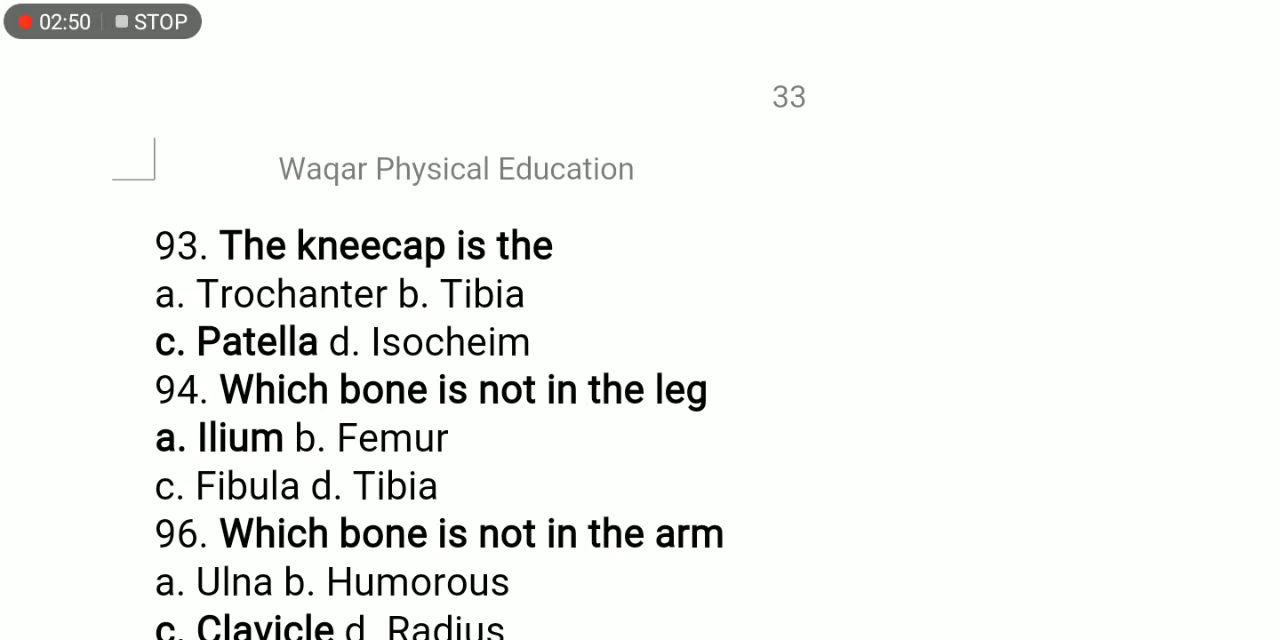 02:50 STOP
33
Waqar Physical Education
93. The kneecap is the
a. Trochanter b. Tibia
c. Patella d. Isocheim
94. Which bone is not in the leg
a. Ilium b. Femur
c. Fibula d. Tibia
96. Which bone is not in the arm
a. Ulna b. Humorous
c. Clavicle d. Radius